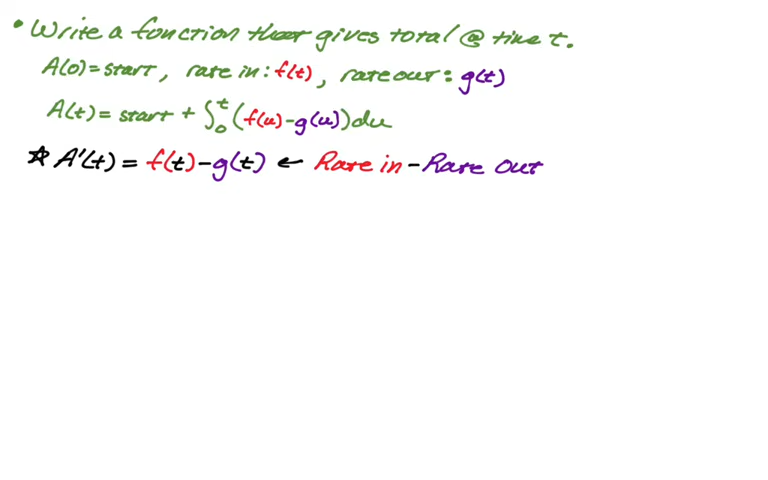 • Write a function that gives total @ time t.
A(0) = start, rate in: f(t), rate out: g(t)
A(t) = start + ∫₀ᵗ (f(u) - g(u)) du
☆ A'(t) = f(t) - g(t) ← Rate in - Rate out